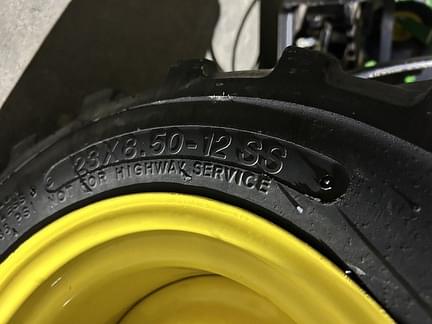 23X8.50-12 SS
NOT FOR HIGHWAY SERVICE